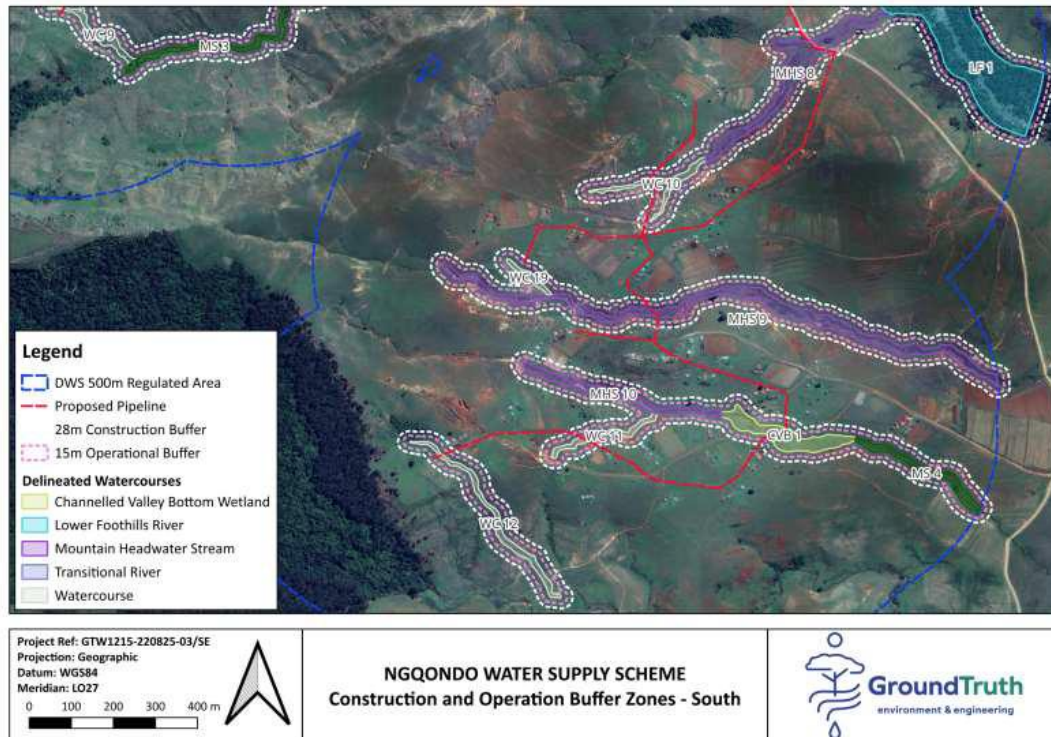 WC 9
MS 3
MHS 8
LF 1
WC 10
WC 19
MHS 9
MHS 10
WC 11
CVB 1
MS 4
WC 12
Legend
DWS 500m Regulated Area
Proposed Pipeline
28m Construction Buffer
15m Operational Buffer
Delineated Watercourses
Channelled Valley Bottom Wetland
Lower Foothills River
Mountain Headwater Stream
Transitional River
Watercourse
Project Ref: GTW1215-220825-03/SE
Projection: Geographic
Datum: WGS84
Meridian: LO27
0 100 200 300 400 m
NGQONDO WATER SUPPLY SCHEME
Construction and Operation Buffer Zones - South
GroundTruth
environment & engineering